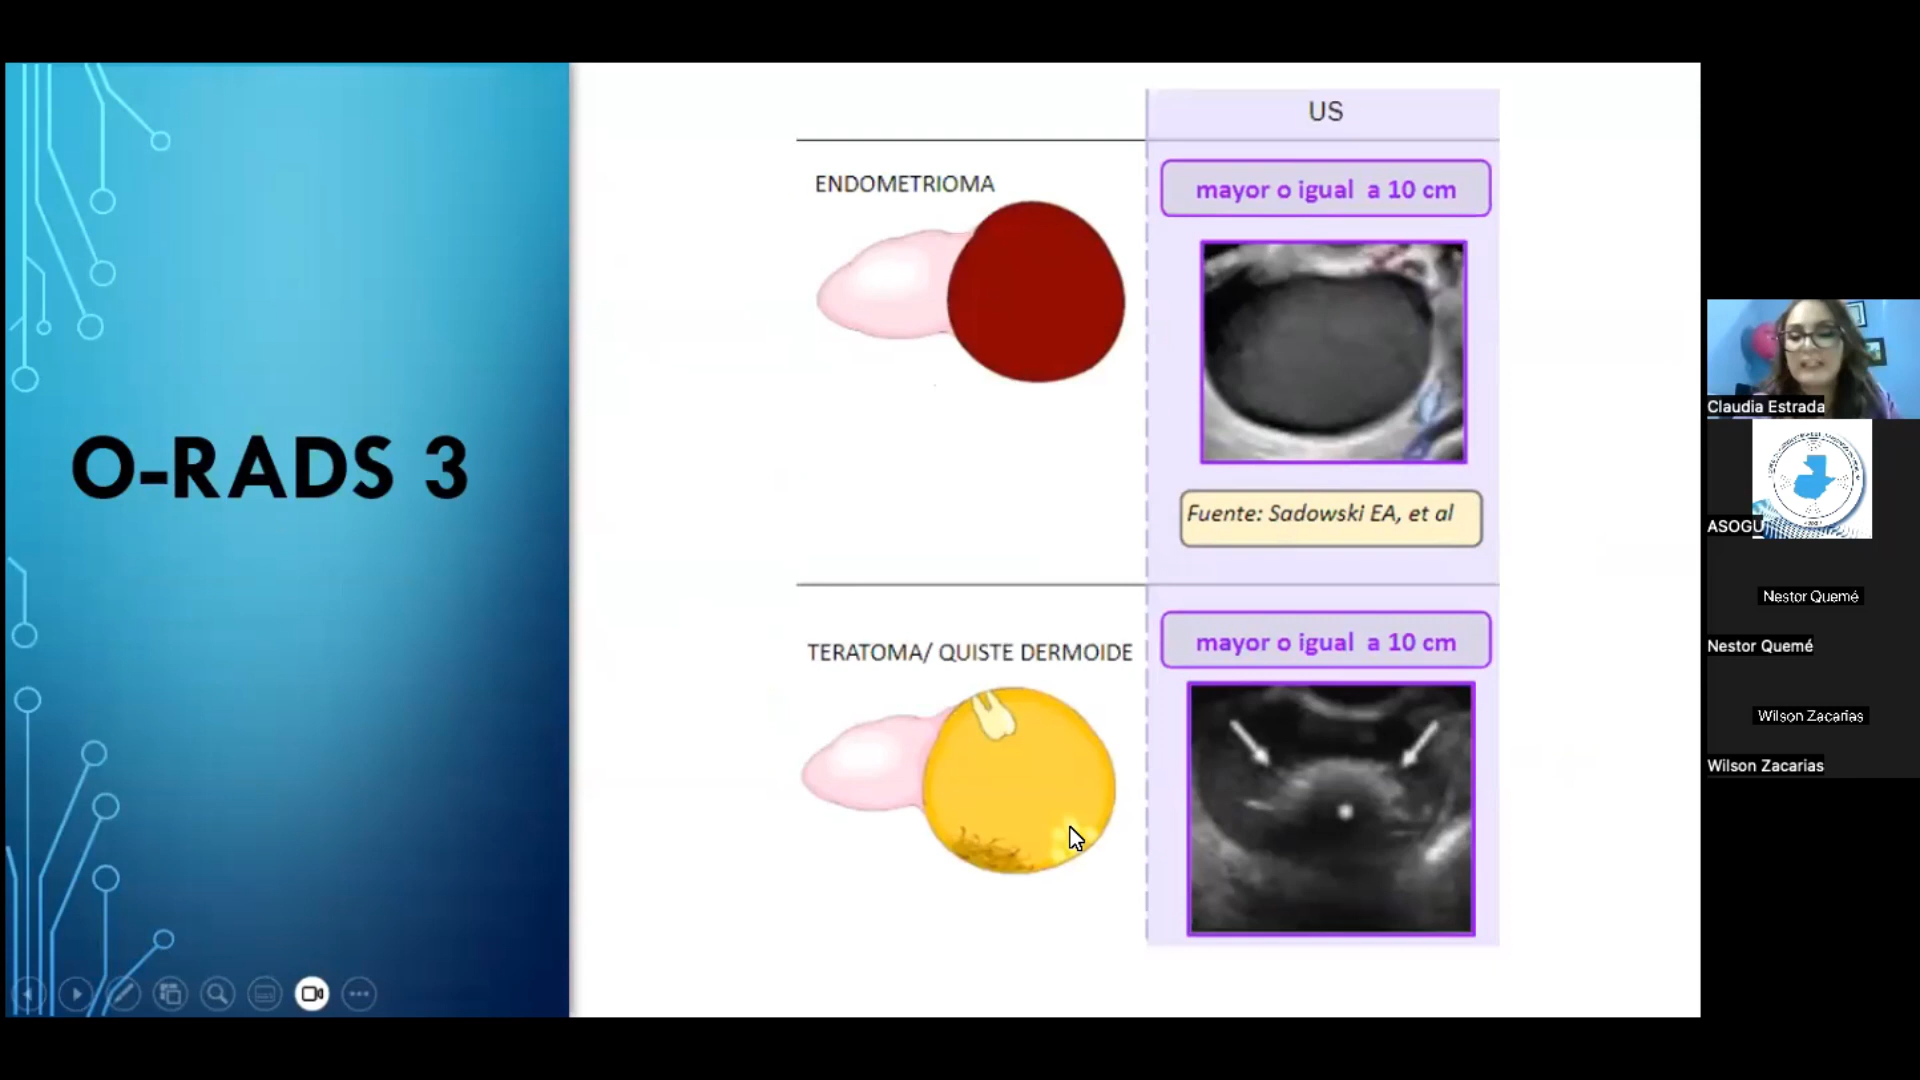 O-RADS 3
US
ENDOMETRIOMA
mayor o igual a 10 cm
Fuente: Sadowski EA, et al
TERATOMA/ QUISTE DERMOIDE
mayor o igual a 10 cm
Claudia Estrada
ASOGU
Nestor Quemé
Nestor Quemé
Wilson Zacarias
Wilson Zacarias